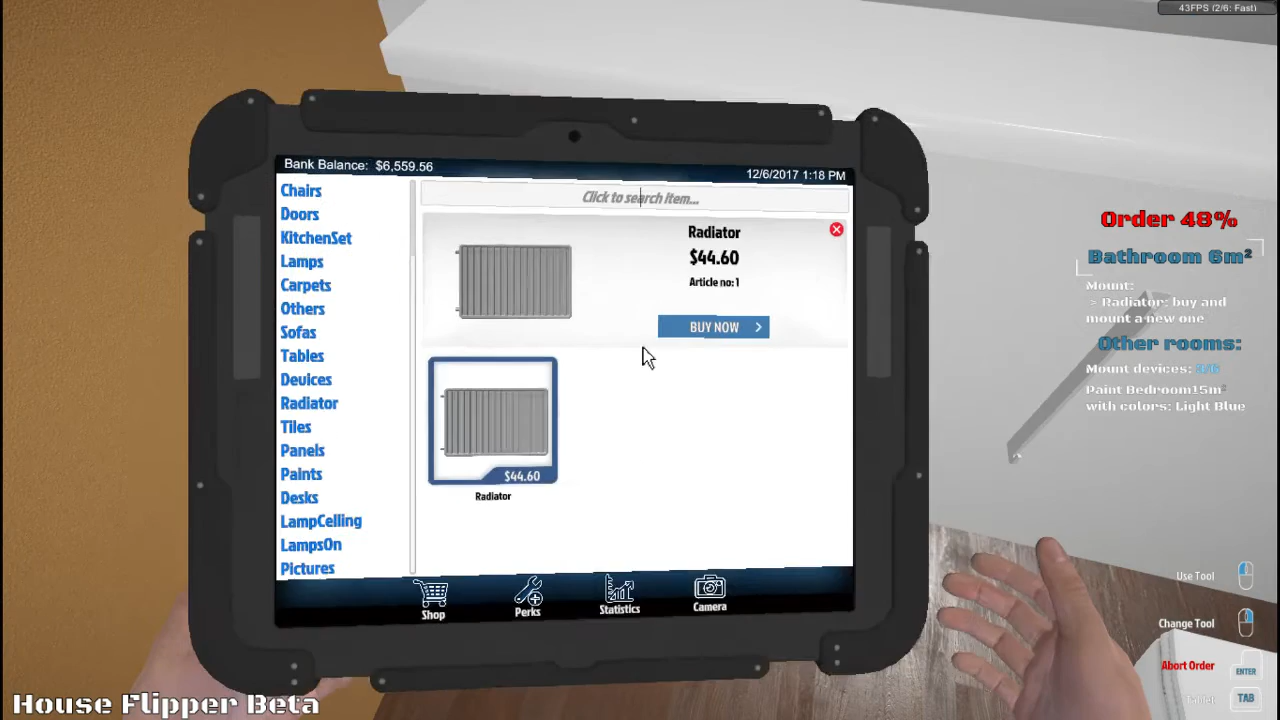 43FPS (2/6: Fast)
Bank Balance: $6,559.56
12/6/2017 1:18 PM
Chairs
Doors
KitchenSet
Lamps
Carpets
Others
Sofas
Tables
Devices
Radiator
Tiles
Panels
Paints
Desks
LampCelling
LampsOn
Pictures
Click to search item...
Radiator
$44.60
Article no: 1
BUY NOW
$44.60
Radiator
Shop
Perks
Statistics
Camera
Order 48%
Bathroom 6m²
Mount:
> Radiator: buy and
mount a new one
Other rooms:
Mount devices: 3/6
Paint Bedroom15m²
with colors: Light Blue
Use Tool
Change Tool
Abort Order
ENTER
Tablet
TAB
House Flipper Beta